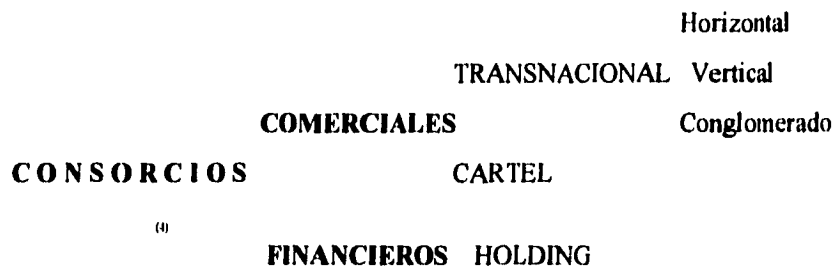 Horizontal
TRANSNACIONAL Vertical
COMERCIALES Conglomerado
CONSORCIOS CARTEL
(4)
FINANCIEROS HOLDING